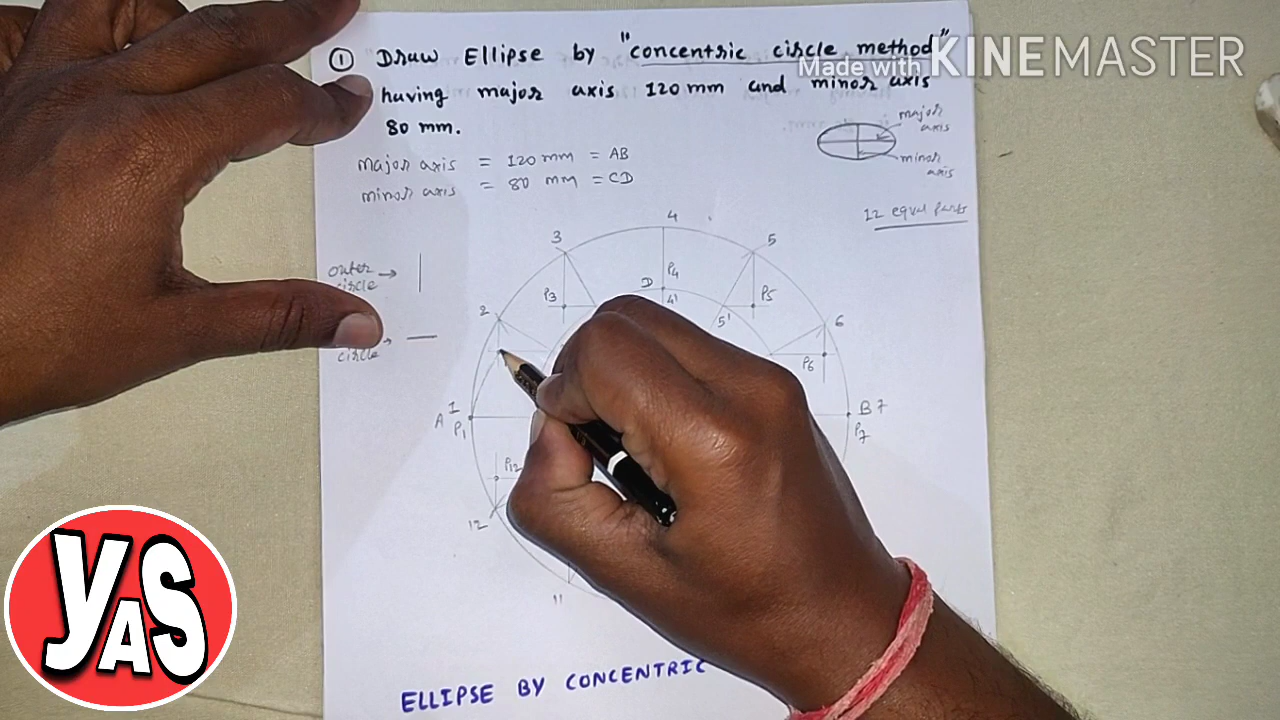 ① Draw Ellipse by "concentric circle method"
having major axis 120 mm and minor axis
80 mm.
major axis = 120 mm = AB
minor axis = 80 mm = CD
major
axis
minor
axis
12 equal parts
outer
circle
circle
4
3
5
P4
D
4'
P3
P5
2
5'
6
P6
A 1
P1
B 7
P7
P12
12
11
ELLIPSE BY CONCENTRIC
Made with KINEMASTER
YAS